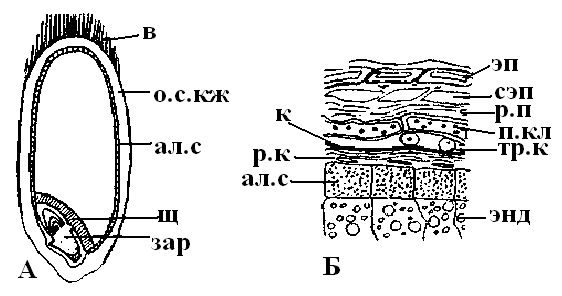 в
о.с.кж
ал.с
щ
зар
А
эп
сэп
р.п
к
п.кл
тр.к
р.к
ал.с
энд
Б